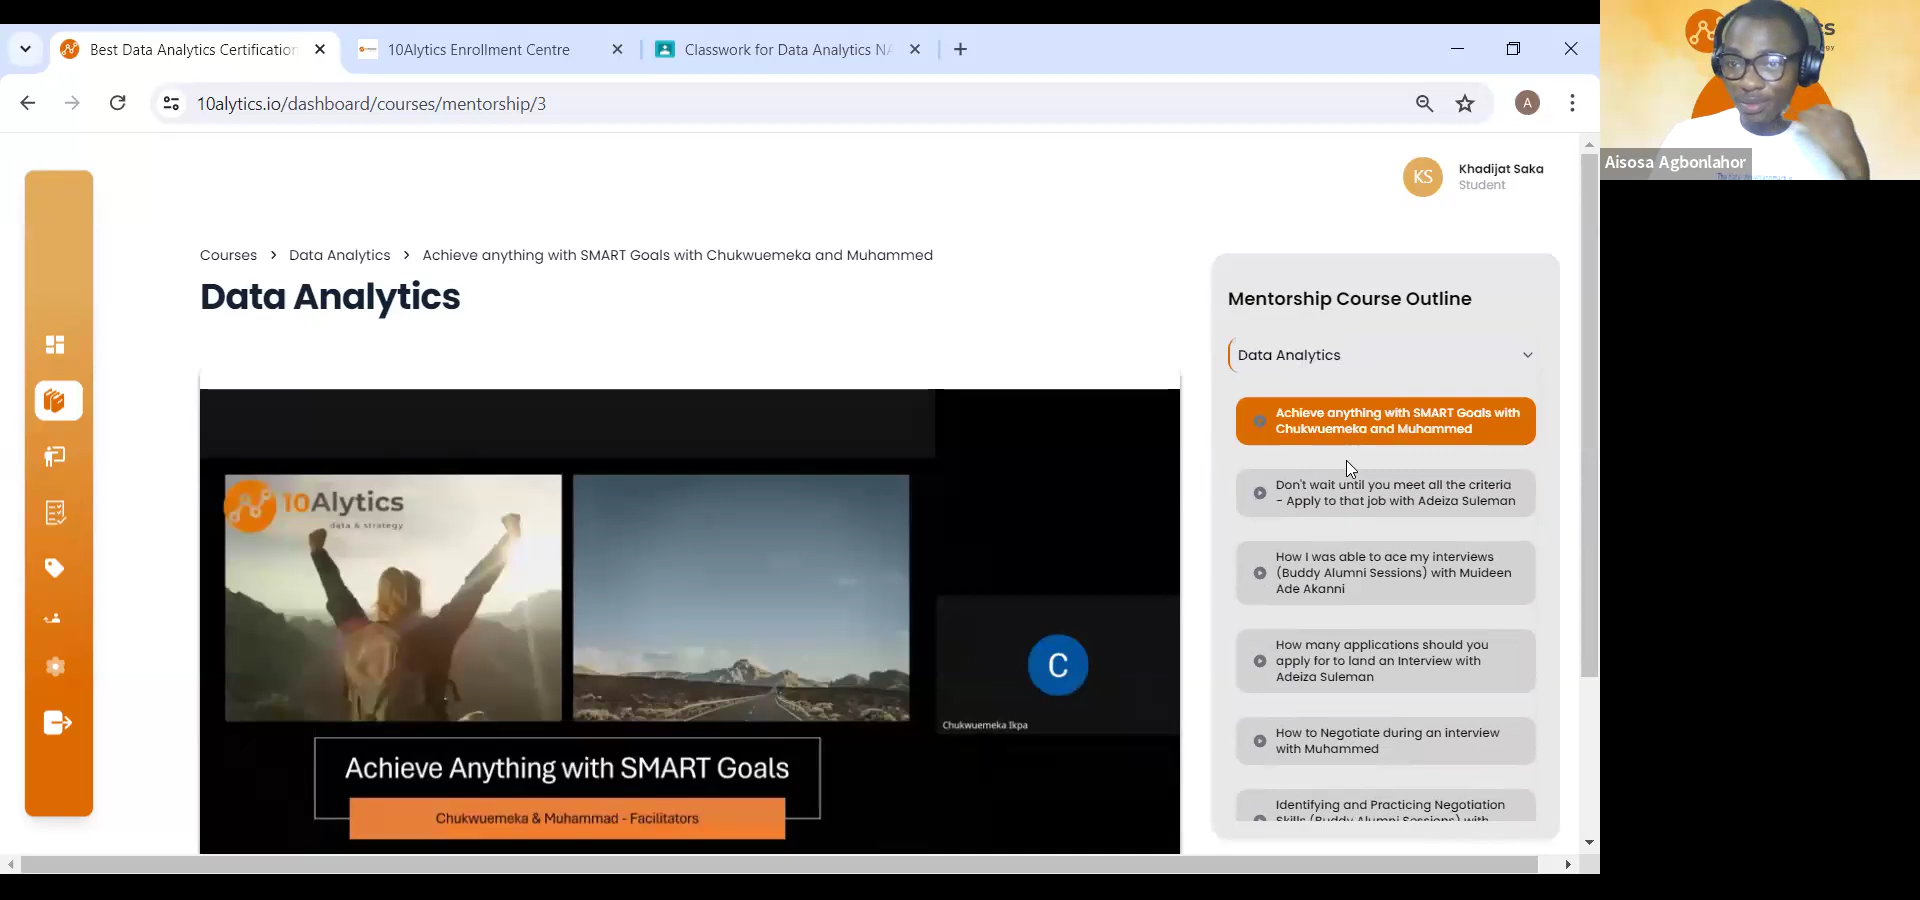 Best Data Analytics Certification
10Alytics Enrollment Centre
Classwork for Data Analytics NA
10alytics.io/dashboard/courses/mentorship/3
A
Aisosa Agbonlahor
KS
Khadijat Saka
Student
Courses > Data Analytics > Achieve anything with SMART Goals with Chukwuemeka and Muhammed
Data Analytics
10Alytics
data & strategy
C
Chukwuemeka Ikpa
Achieve Anything with SMART Goals
Chukwuemeka & Muhammad - Facilitators
Mentorship Course Outline
Data Analytics
Achieve anything with SMART Goals with
Chukwuemeka and Muhammed
Don't wait until you meet all the criteria
- Apply to that job with Adeiza Suleman
How I was able to ace my interviews
(Buddy Alumni Sessions) with Muideen
Ade Akanni
How many applications should you
apply for to land an Interview with
Adeiza Suleman
How to Negotiate during an interview
with Muhammed
Identifying and Practicing Negotiation
Skills (Buddy Alumni Sessions) with